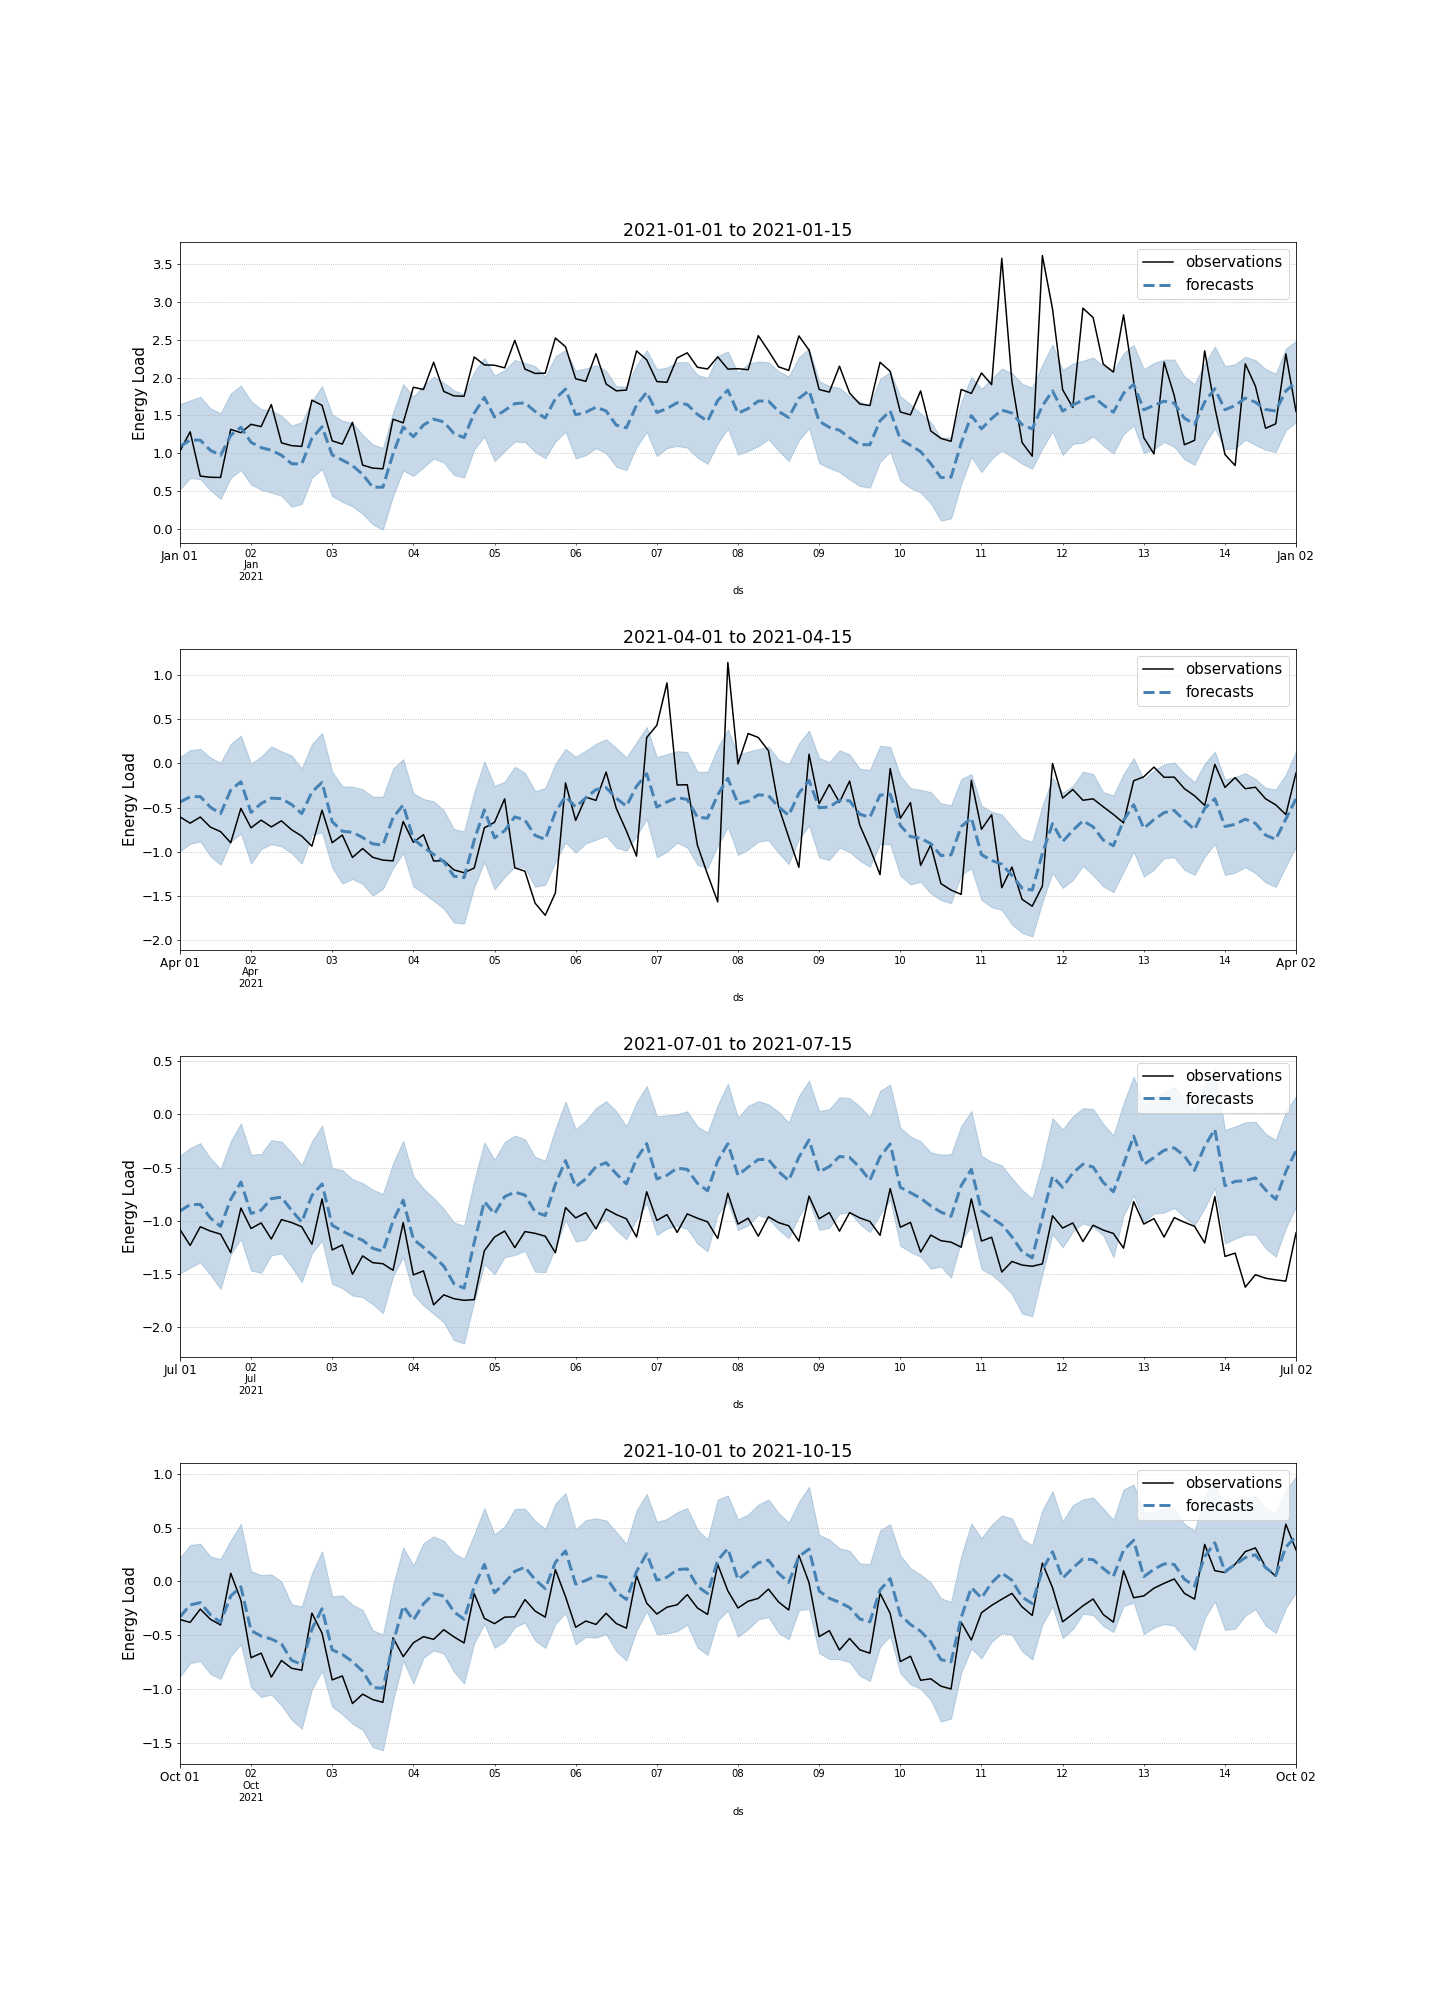 2021-01-01 to 2021-01-15
observations
forecasts
Energy Load
3.5
3.0
2.5
2.0
1.5
1.0
0.5
0.0
Jan 01 02 03 04 05 06 07 08 09 10 11 12 13 14 Jan 02
Jan
2021
ds
2021-04-01 to 2021-04-15
observations
forecasts
Energy Load
1.0
0.5
0.0
−0.5
−1.0
−1.5
−2.0
Apr 01 02 03 04 05 06 07 08 09 10 11 12 13 14 Apr 02
Apr
2021
ds
2021-07-01 to 2021-07-15
observations
forecasts
Energy Load
0.5
0.0
−0.5
−1.0
−1.5
−2.0
Jul 01 02 03 04 05 06 07 08 09 10 11 12 13 14 Jul 02
Jul
2021
ds
2021-10-01 to 2021-10-15
observations
forecasts
Energy Load
1.0
0.5
0.0
−0.5
−1.0
−1.5
Oct 01 02 03 04 05 06 07 08 09 10 11 12 13 14 Oct 02
Oct
2021
ds